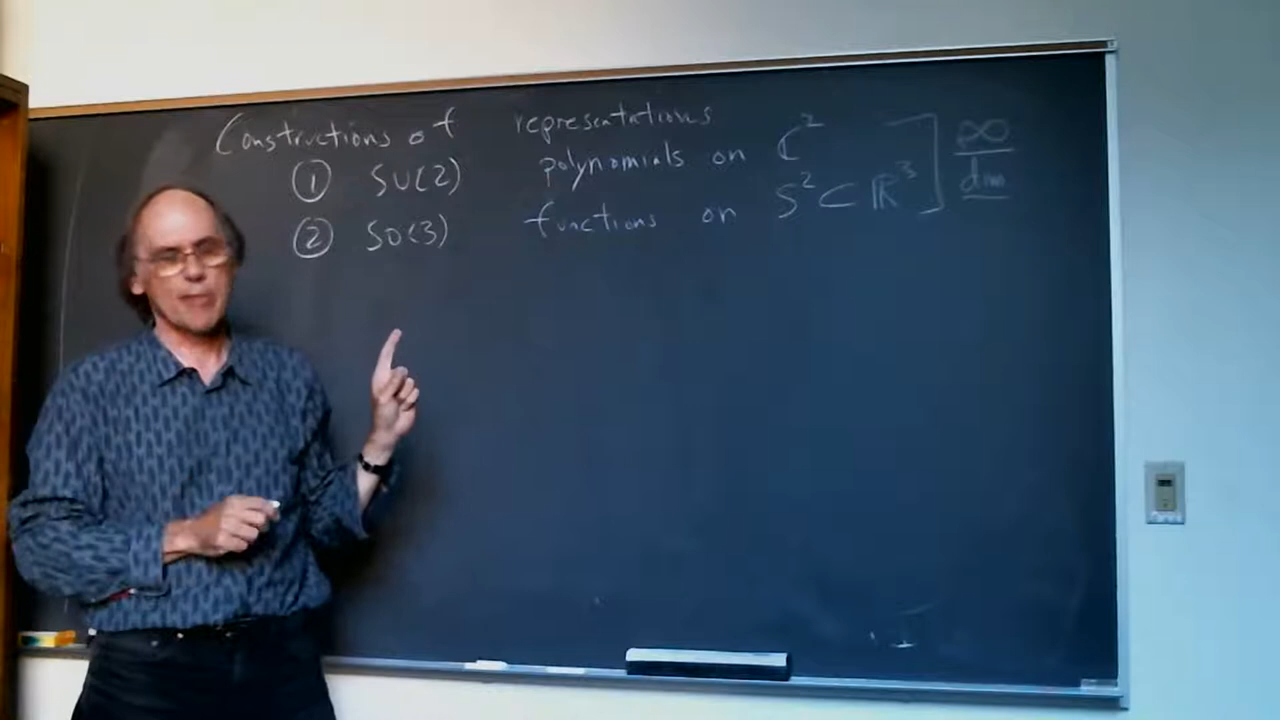 Constructions of representations
① SU(2) polynomials on ℂ² ] ∞
② SO(3) functions on S² ⊂ ℝ³ dim